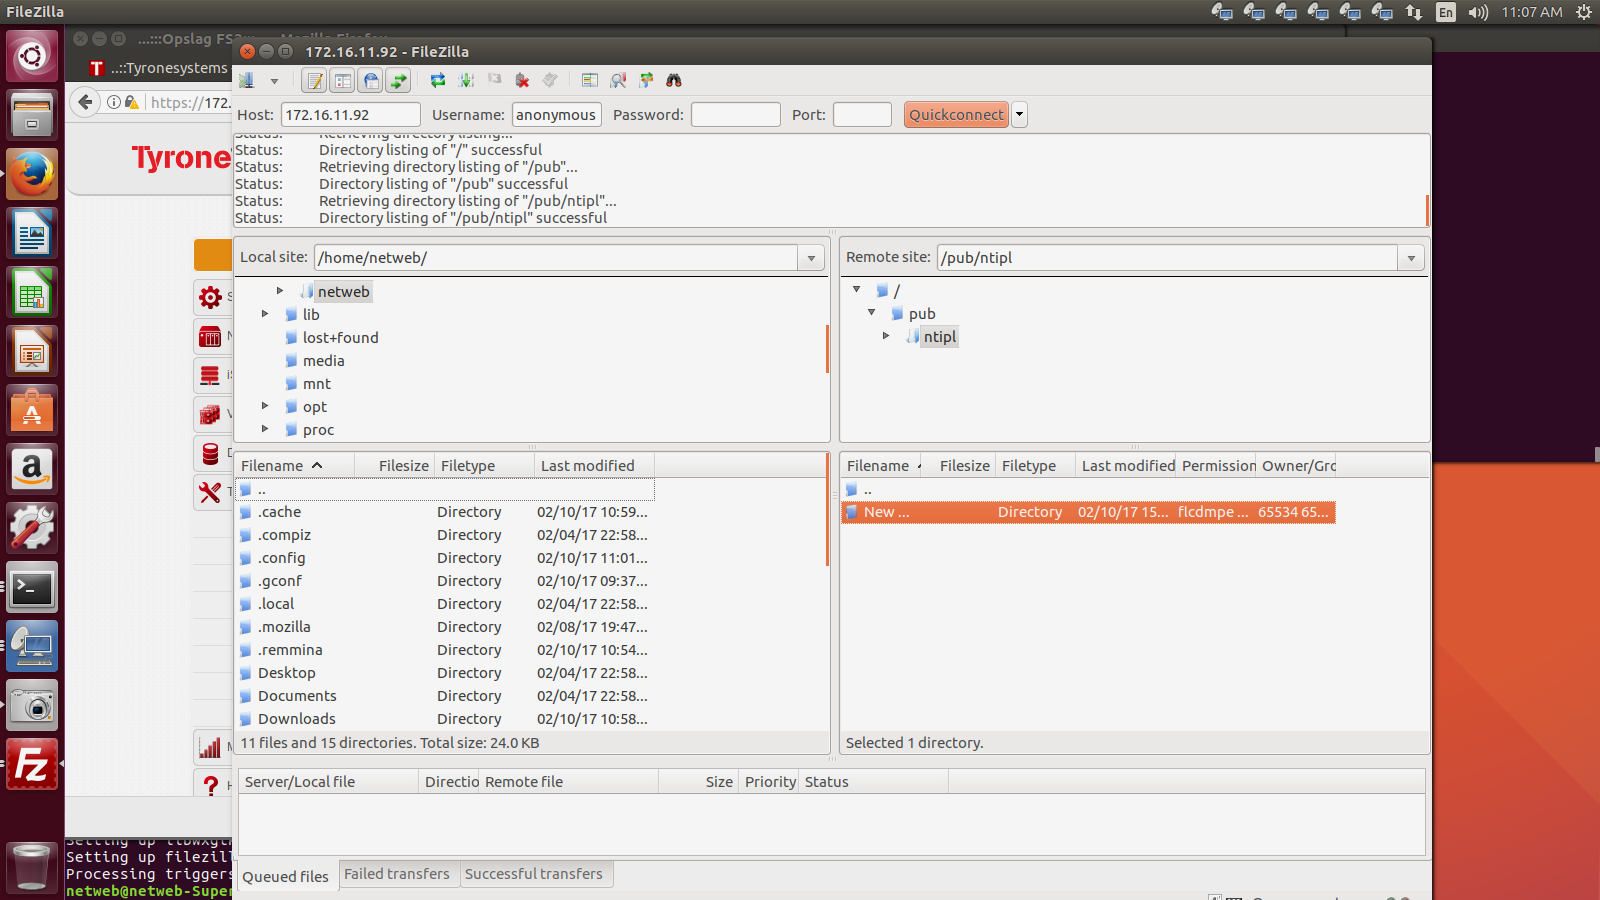 FileZilla
En
11:07 AM
...:::Opslag FS2
Mozilla Firefox
172.16.11.92 - FileZilla
T ..::Tyronesystems
https://172.
Host: 172.16.11.92 Username: anonymous Password: Port: Quickconnect
Tyrone
Status: Retrieving directory listing...
Status: Directory listing of "/" successful
Status: Retrieving directory listing of "/pub"...
Status: Directory listing of "/pub" successful
Status: Retrieving directory listing of "/pub/ntipl"...
Status: Directory listing of "/pub/ntipl" successful
Local site: /home/netweb/
netweb
lib
lost+found
media
mnt
opt
proc
Remote site: /pub/ntipl
/
pub
ntipl
Filename Filesize Filetype Last modified
..
.cache Directory 02/10/17 10:59...
.compiz Directory 02/04/17 22:58...
.config Directory 02/10/17 11:01...
.gconf Directory 02/10/17 09:37...
.local Directory 02/04/17 22:58...
.mozilla Directory 02/08/17 19:47...
.remmina Directory 02/10/17 10:54...
Desktop Directory 02/04/17 22:58...
Documents Directory 02/04/17 22:58...
Downloads Directory 02/10/17 10:58...
11 files and 15 directories. Total size: 24.0 KB
Filename Filesize Filetype Last modified Permission Owner/Gro
..
New ... Directory 02/10/17 15... flcdmpe ... 65534 65...
Selected 1 directory.
Server/Local file Directio Remote file Size Priority Status
Queued files Failed transfers Successful transfers
Setting up filezill
Processing triggers
netweb@netweb-Super